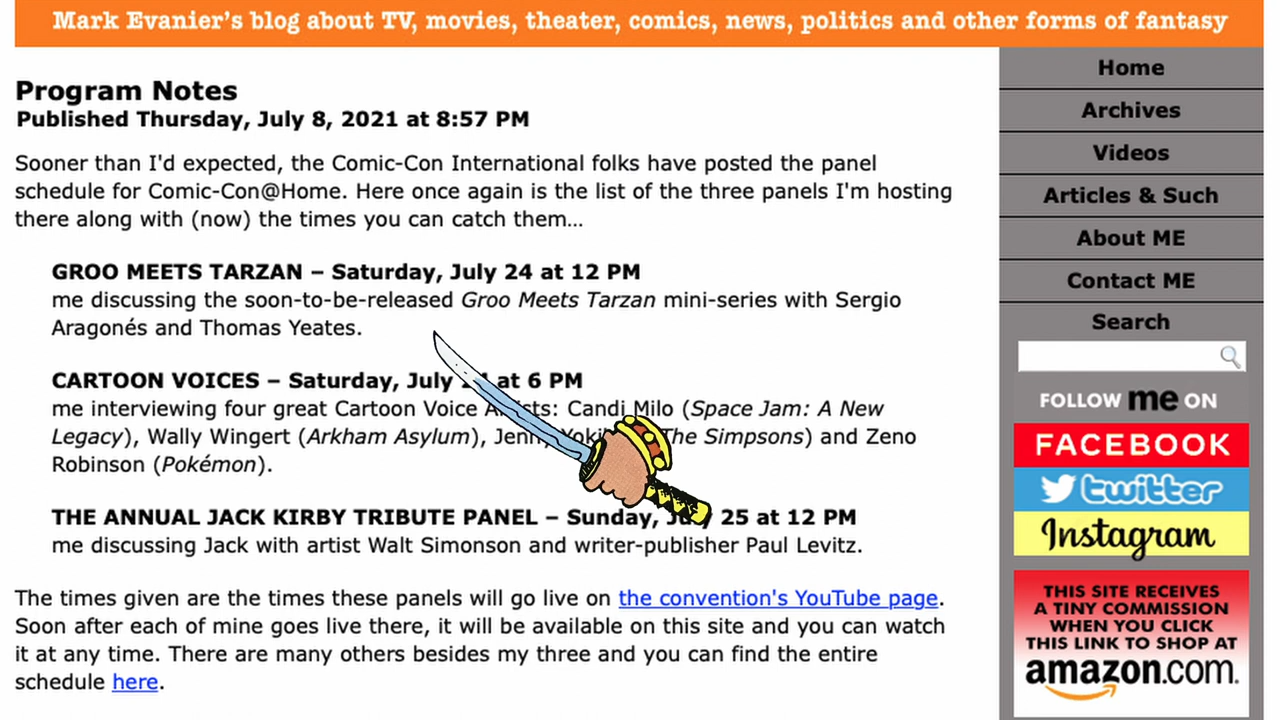 Mark Evanier's blog about TV, movies, theater, comics, news, politics and other forms of fantasy
Program Notes
Published Thursday, July 8, 2021 at 8:57 PM
Sooner than I'd expected, the Comic-Con International folks have posted the panel
schedule for Comic-Con@Home. Here once again is the list of the three panels I'm hosting
there along with (now) the times you can catch them...
GROO MEETS TARZAN – Saturday, July 24 at 12 PM
me discussing the soon-to-be-released Groo Meets Tarzan mini-series with Sergio
Aragonés and Thomas Yeates.
CARTOON VOICES – Saturday, July at 6 PM
me interviewing four great Cartoon Voice Artists: Candi Milo (Space Jam: A New
Legacy), Wally Wingert (Arkham Asylum), The Simpsons) and Zeno
Robinson (Pokémon).
THE ANNUAL JACK KIRBY TRIBUTE PANEL – Sunday, July 25 at 12 PM
me discussing Jack with artist Walt Simonson and writer-publisher Paul Levitz.
The times given are the times these panels will go live on the convention's YouTube page.
Soon after each of mine goes live there, it will be available on this site and you can watch
it at any time. There are many others besides my three and you can find the entire
schedule here.
Home
Archives
Videos
Articles & Such
About ME
Contact ME
Search
FOLLOW me ON
FACEBOOK
twitter
Instagram
THIS SITE RECEIVES
A TINY COMMISSION
WHEN YOU CLICK
THIS LINK TO SHOP AT
amazon.com.